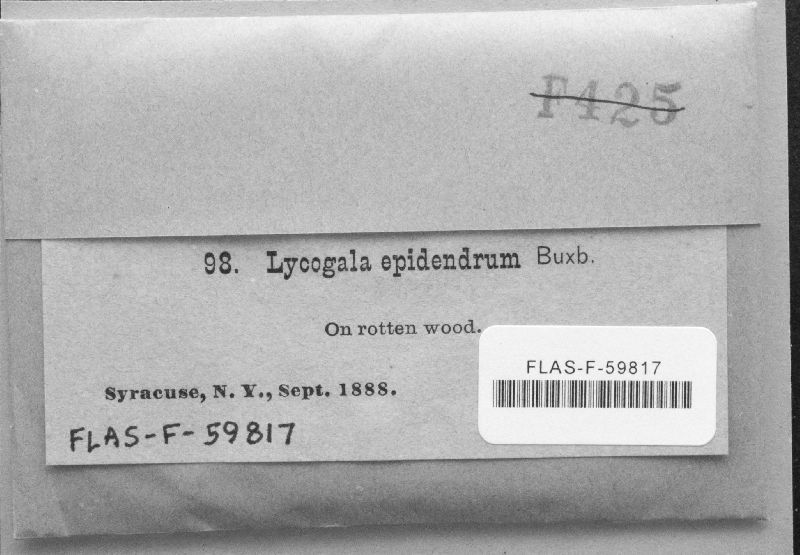 F425
98. Lycogala epidendrum Buxb.
On rotten wood.
Syracuse, N. Y., Sept. 1888.
FLAS-F-59817
FLAS-F-59817